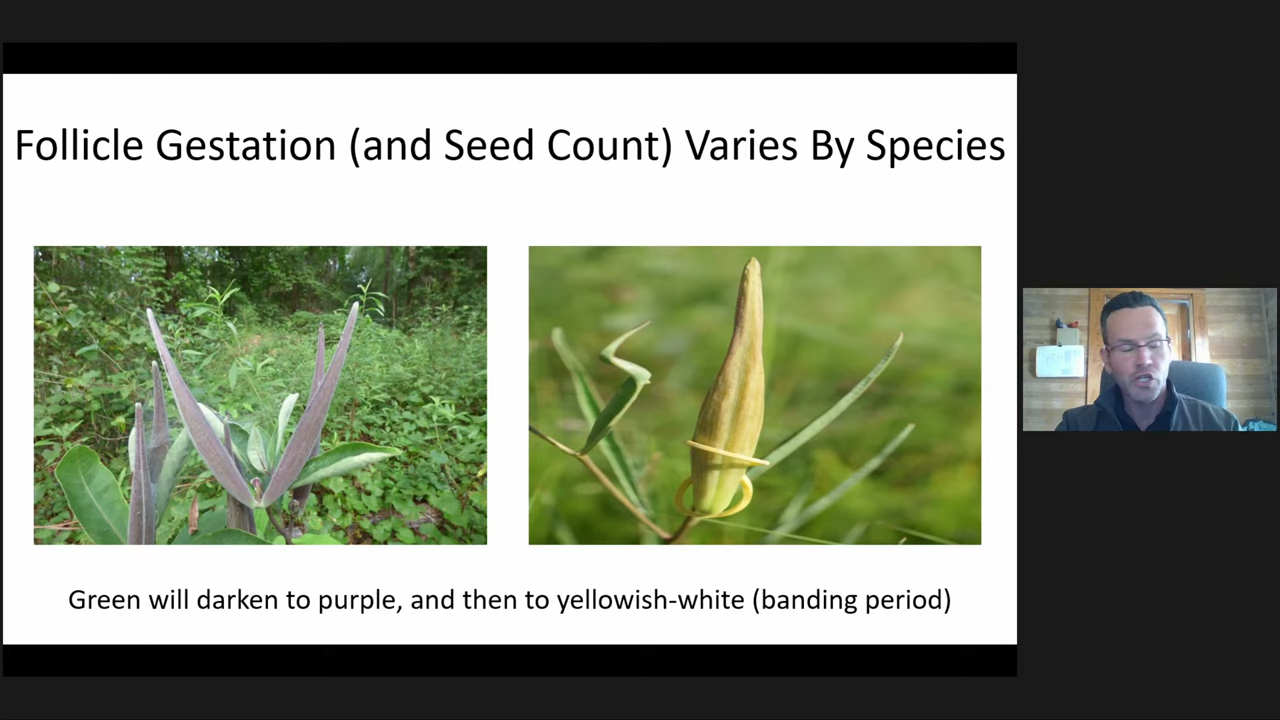 Follicle Gestation (and Seed Count) Varies By Species
Green will darken to purple, and then to yellowish-white (banding period)